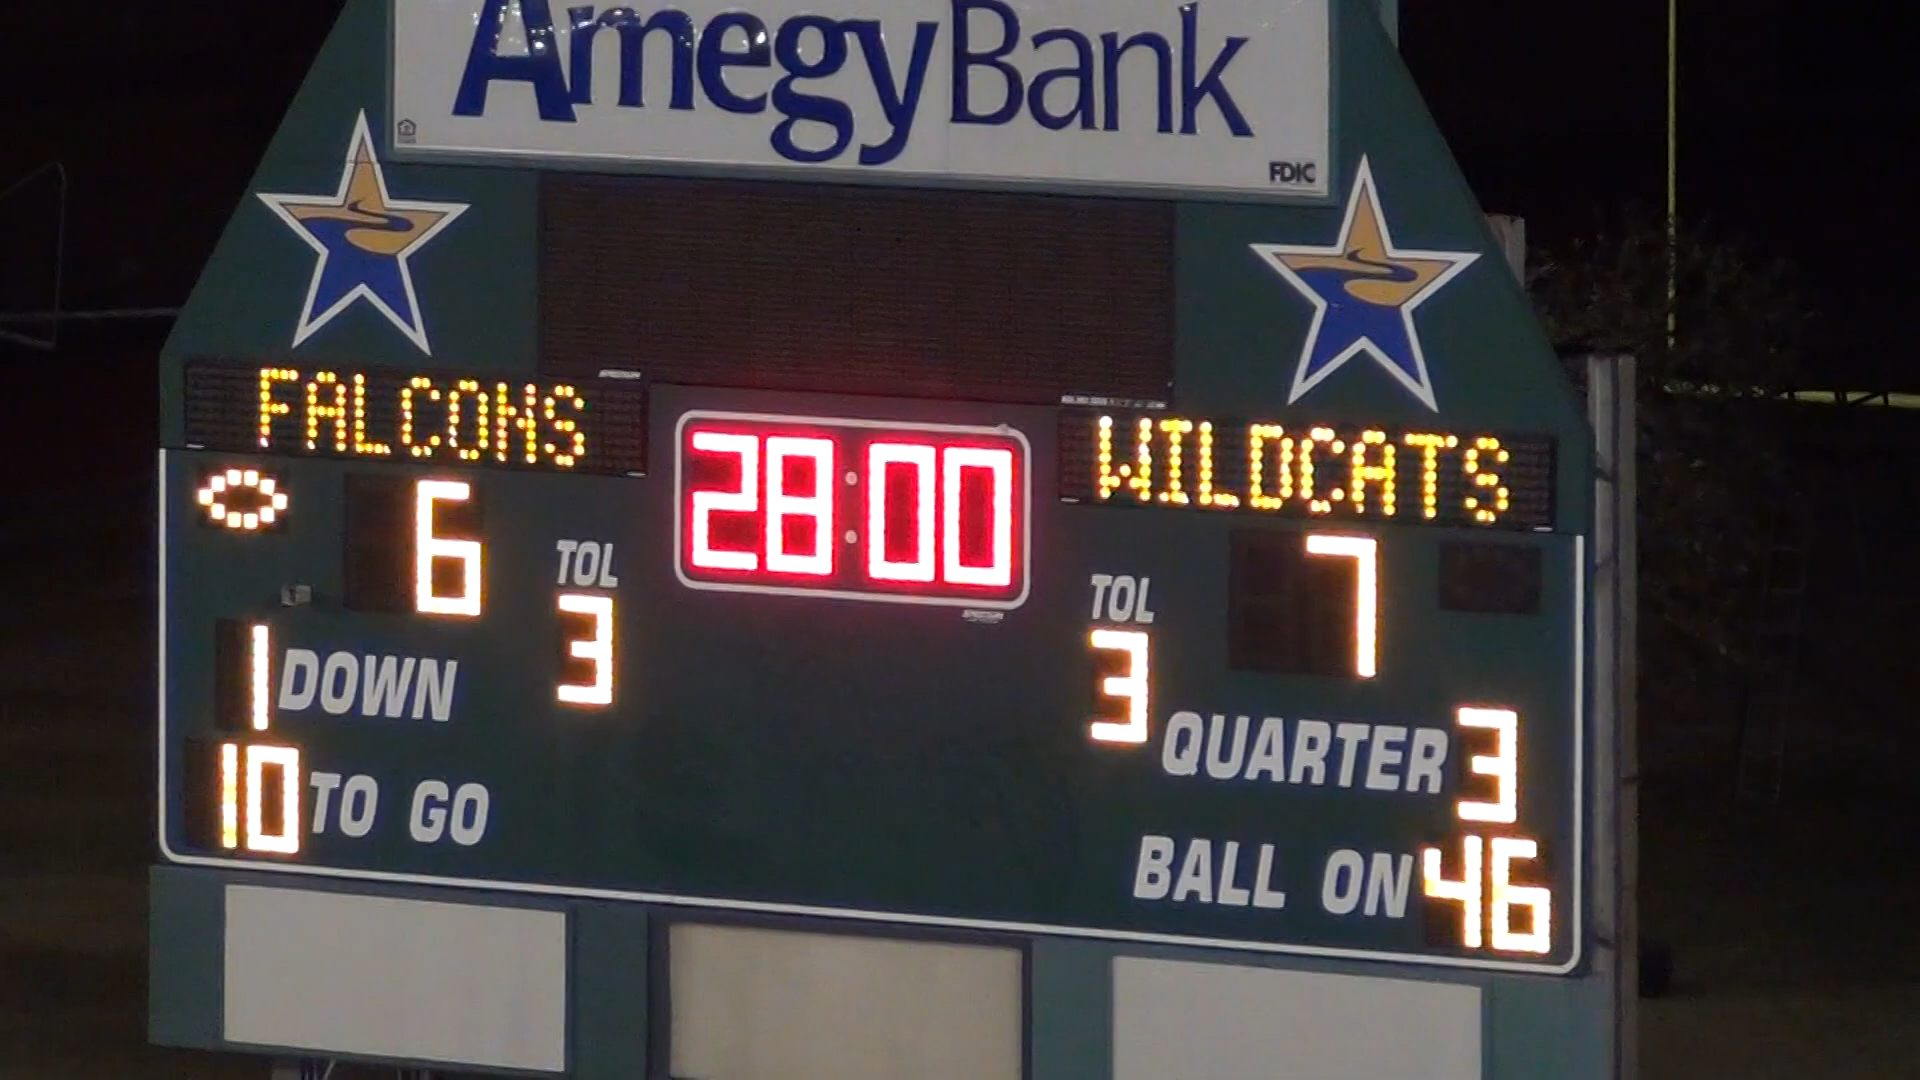 AmegyBank
FDIC
FALCONS 28:00 WILDCATS
6 TOL 3 TOL 3 7
1 DOWN QUARTER 3
10 TO GO BALL ON 46